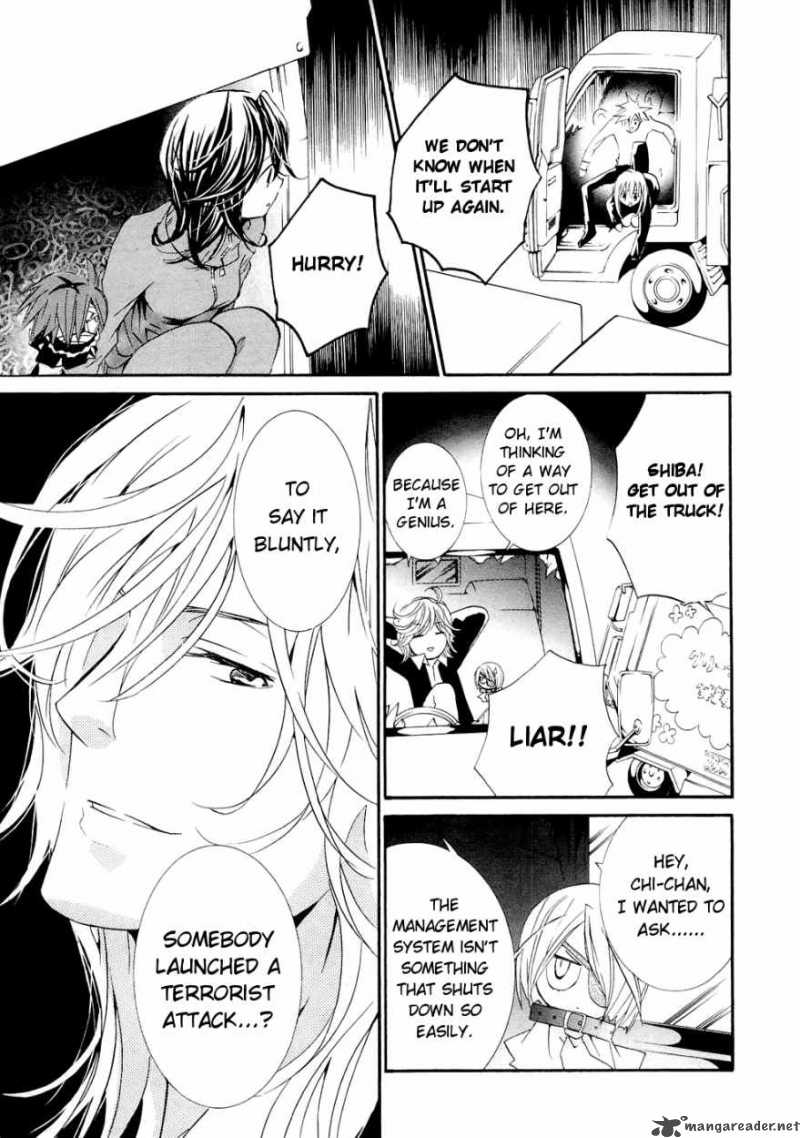 WE DON'T
KNOW WHEN
IT'LL START
UP AGAIN.
HURRY!
SHIBA!
GET OUT OF
THE TRUCK!
OH, I'M
THINKING
OF A WAY
TO GET OUT
OF HERE.
BECAUSE
I'M A
GENIUS.
LIAR!!
HEY,
CHI-CHAN,
I WANTED TO
ASK......
THE
MANAGEMENT
SYSTEM ISN'T
SOMETHING
THAT SHUTS
DOWN SO
EASILY.
TO
SAY IT
BLUNTLY,
SOMEBODY
LAUNCHED A
TERRORIST
ATTACK...?
mangareader.net